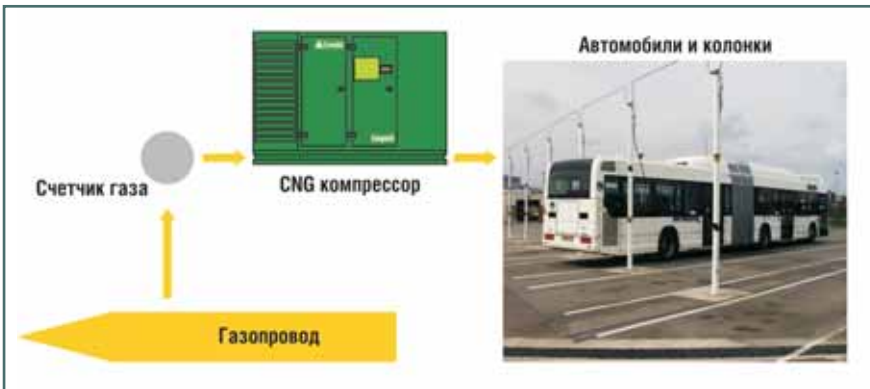 Автомобили и колонки
Счетчик газа
CNG компрессор
Газопровод